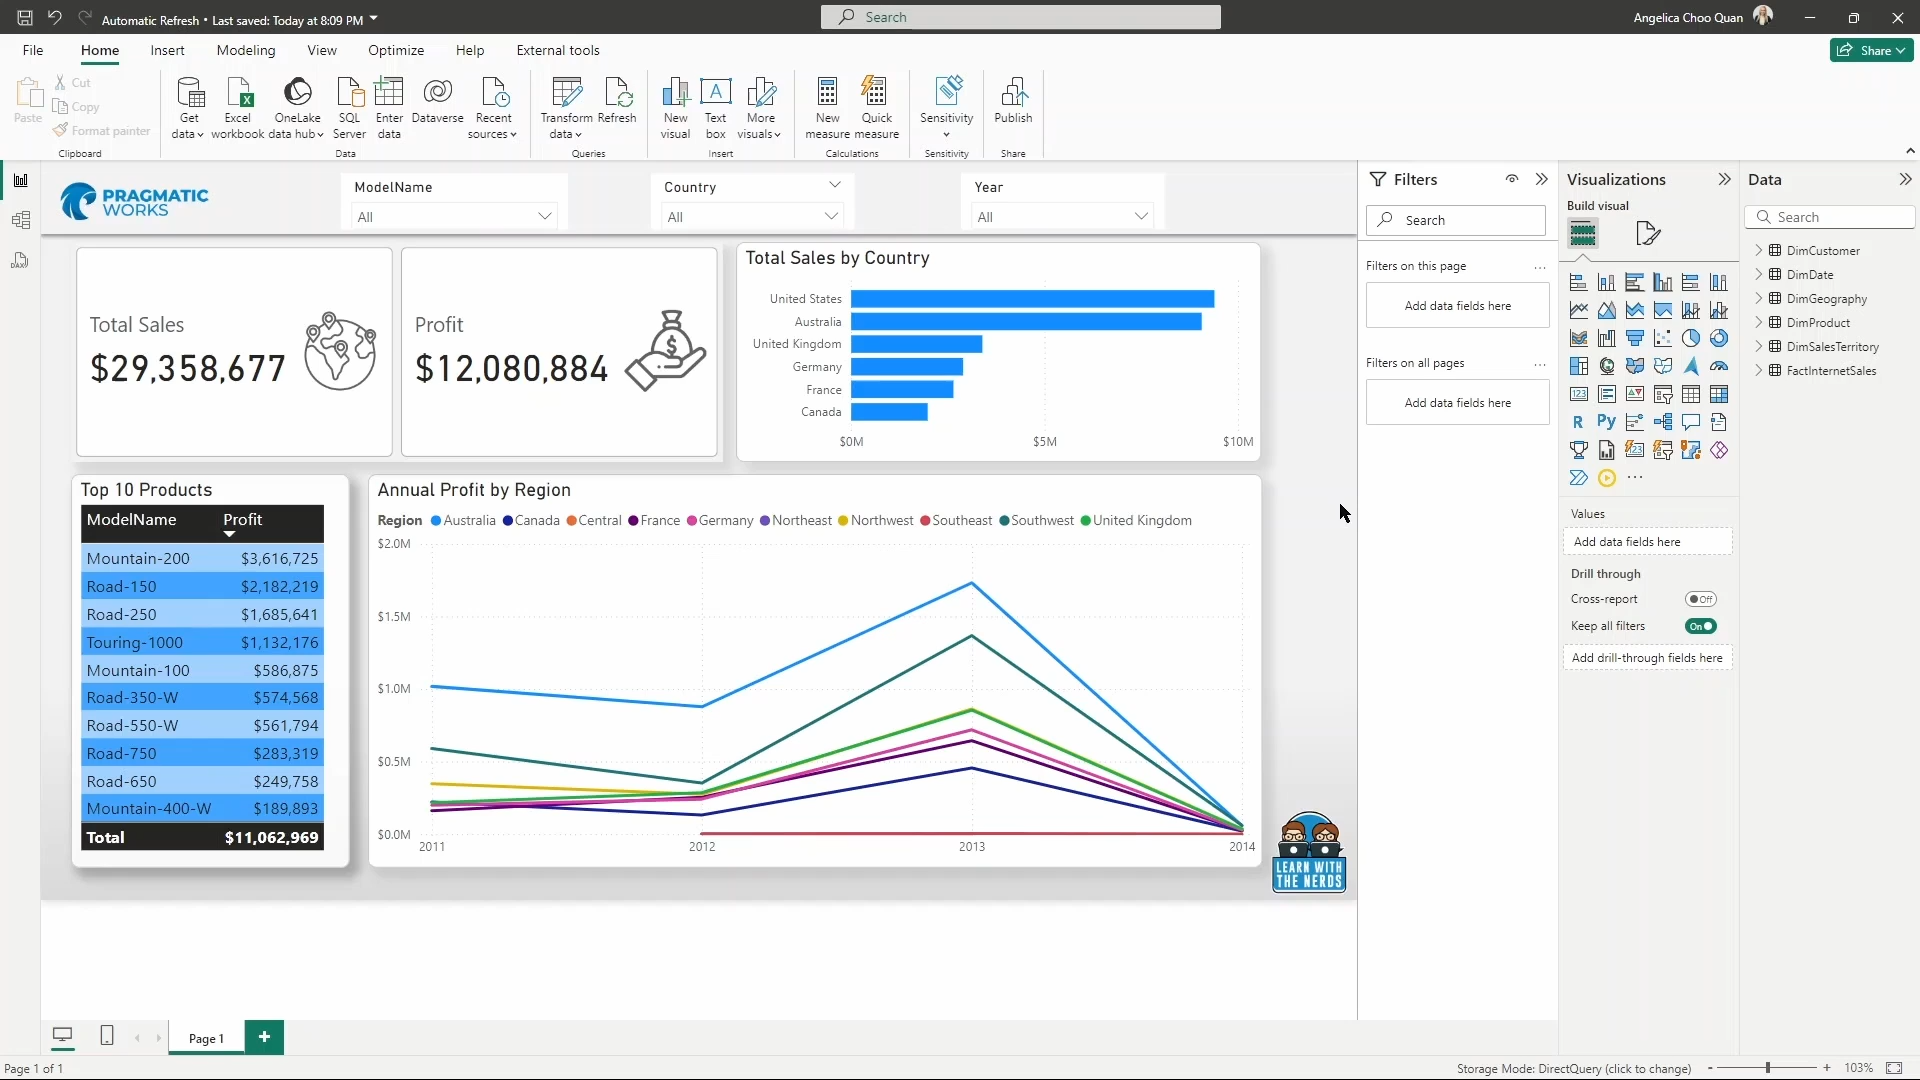 Automatic Refresh • Last saved: Today at 8:09 PM
Search
Angelica Choo Quan
File
Home
Insert
Modeling
View
Optimize
Help
External tools
Share
Paste
Cut
Copy
Format painter
Clipboard
Get data
Excel workbook
OneLake data hub
SQL Server
Enter data
Dataverse
Recent sources
Data
Transform data
Refresh
Queries
New visual
Text box
More visuals
Insert
New measure
Quick measure
Calculations
Sensitivity
Sensitivity
Publish
Share
PRAGMATIC
WORKS
ModelName
All
Country
All
Year
All
Total Sales
$29,358,677
Profit
$12,080,884
Total Sales by Country
United States
Australia
United Kingdom
Germany
France
Canada
$0M $5M $10M
Top 10 Products
ModelName Profit
Mountain-200 $3,616,725
Road-150 $2,182,219
Road-250 $1,685,641
Touring-1000 $1,132,176
Mountain-100 $586,875
Road-350-W $574,568
Road-550-W $561,794
Road-750 $283,319
Road-650 $249,758
Mountain-400-W $189,893
Total $11,062,969
Annual Profit by Region
Region Australia Canada Central France Germany Northeast Northwest Southeast Southwest United Kingdom
$2.0M
$1.5M
$1.0M
$0.5M
$0.0M
2011 2012 2013 2014
LEARN WITH
THE NERDS
Filters
Search
Filters on this page ...
Add data fields here
Filters on all pages ...
Add data fields here
Visualizations
Build visual
123
R Py
123
...
Values
Add data fields here
Drill through
Cross-report Off
Keep all filters On
Add drill-through fields here
Data
Search
DimCustomer
DimDate
DimGeography
DimProduct
DimSalesTerritory
FactInternetSales
DAX
Page 1
+
Page 1 of 1
Storage Mode: DirectQuery (click to change)
- + 103%